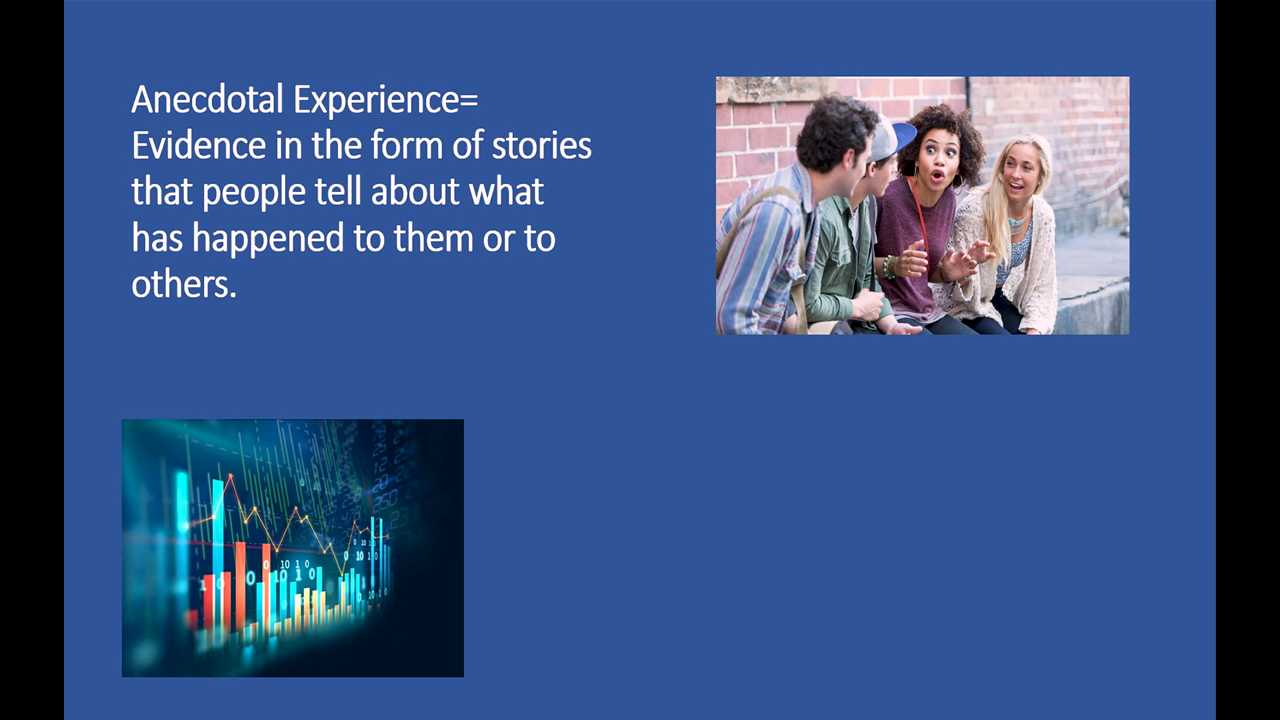 Anecdotal Experience=
Evidence in the form of stories
that people tell about what
has happened to them or to
others.